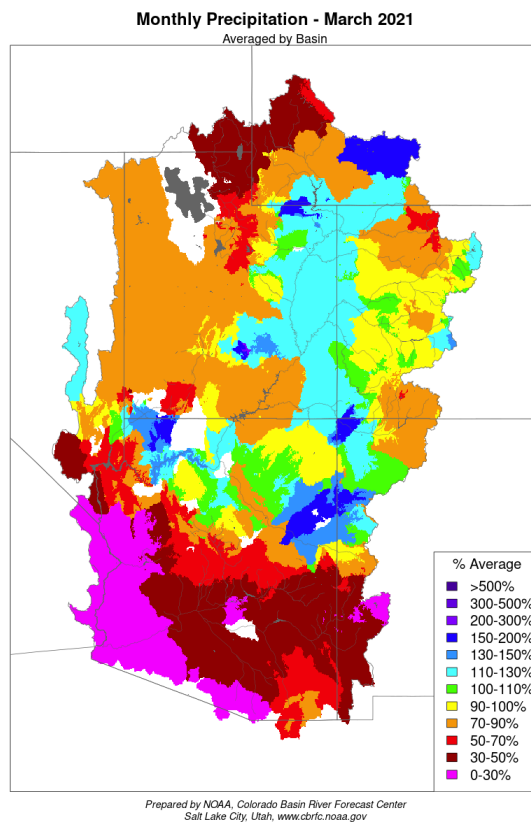 Monthly Precipitation - March 2021
Averaged by Basin
% Average
>500%
300-500%
200-300%
150-200%
130-150%
110-130%
100-110%
90-100%
70-90%
50-70%
30-50%
0-30%
Prepared by NOAA, Colorado Basin River Forecast Center
Salt Lake City, Utah, www.cbrfc.noaa.gov